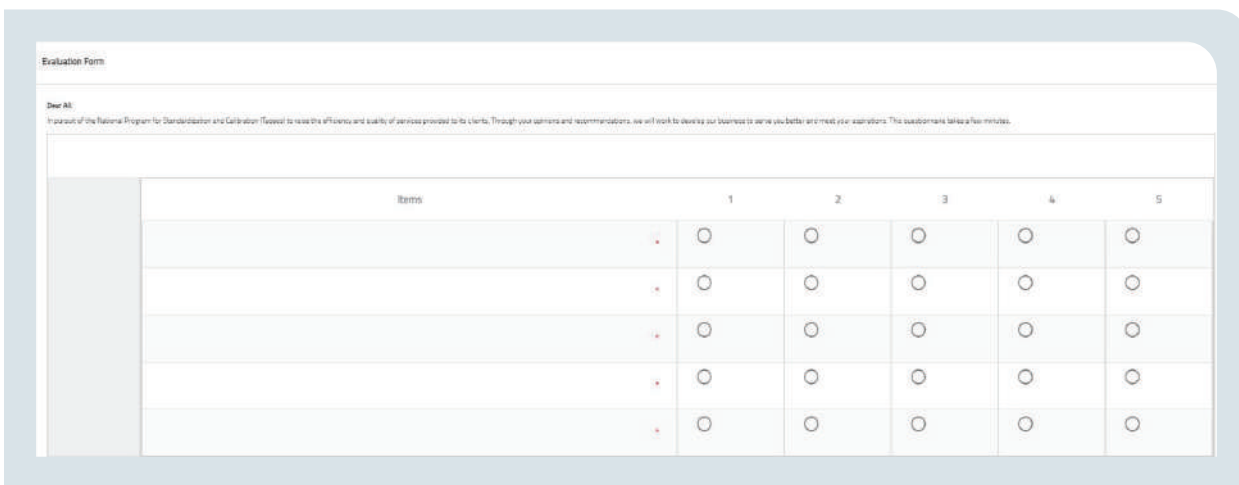 Evaluation Form
Dear All:
In pursuit of the National Program for Standardization and Calibration (Taqees) to raise the efficiency and quality of services provided to its clients. Through your opinions and recommendations, we will work to develop our business to serve you better and meet your aspirations. This questionnaire takes a few minutes.
Items 1 2 3 4 5
*
*
*
*
*